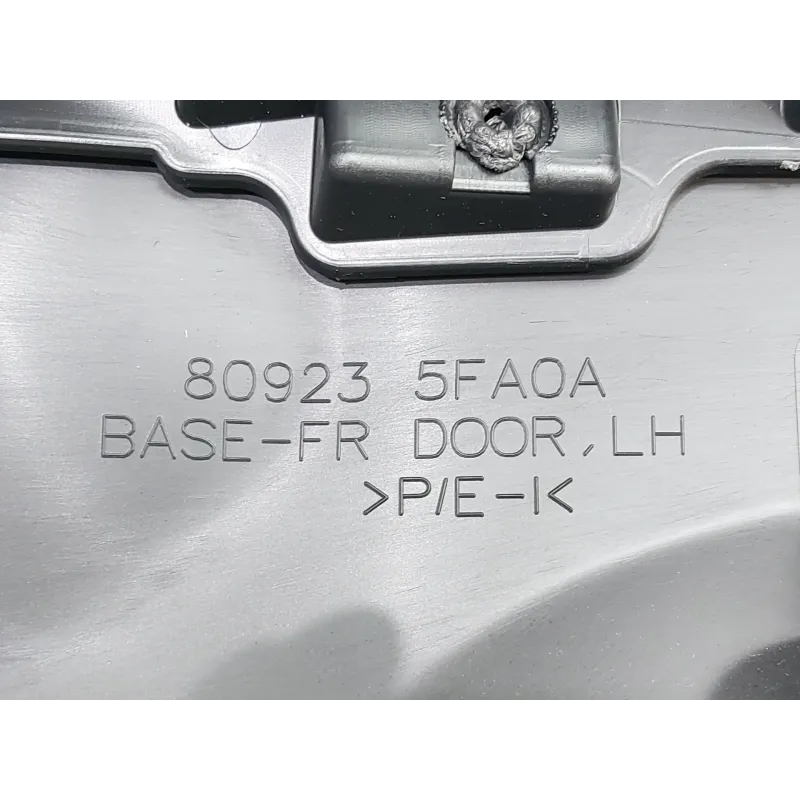 80923 5FA0A
BASE-FR DOOR, LH
>P/E-I<